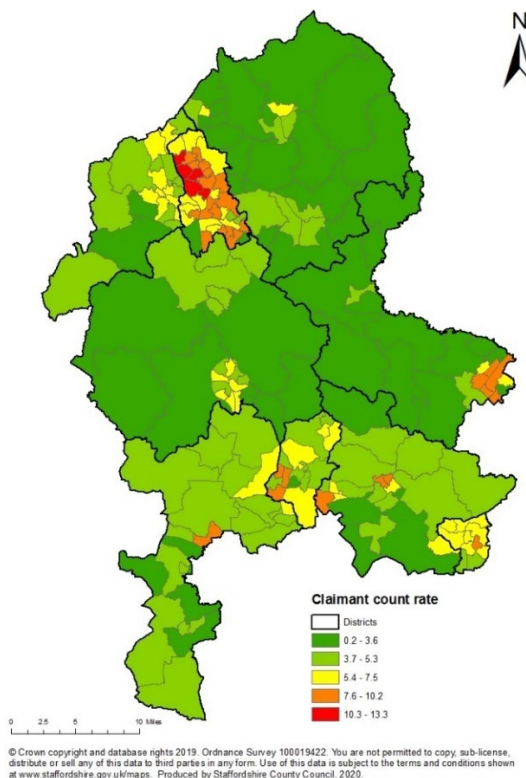 N
Claimant count rate
Districts
0.2 - 3.6
3.7 - 5.3
5.4 - 7.5
7.6 - 10.2
10.3 - 13.3
0 2.5 5 10 Miles
© Crown copyright and database rights 2019. Ordnance Survey 100019422. You are not permitted to copy, sub-license,
distribute or sell any of this data to third parties in any form. Use of this data is subject to the terms and conditions shown
at www.staffordshire.gov.uk/maps. Produced by Staffordshire County Council, 2020.